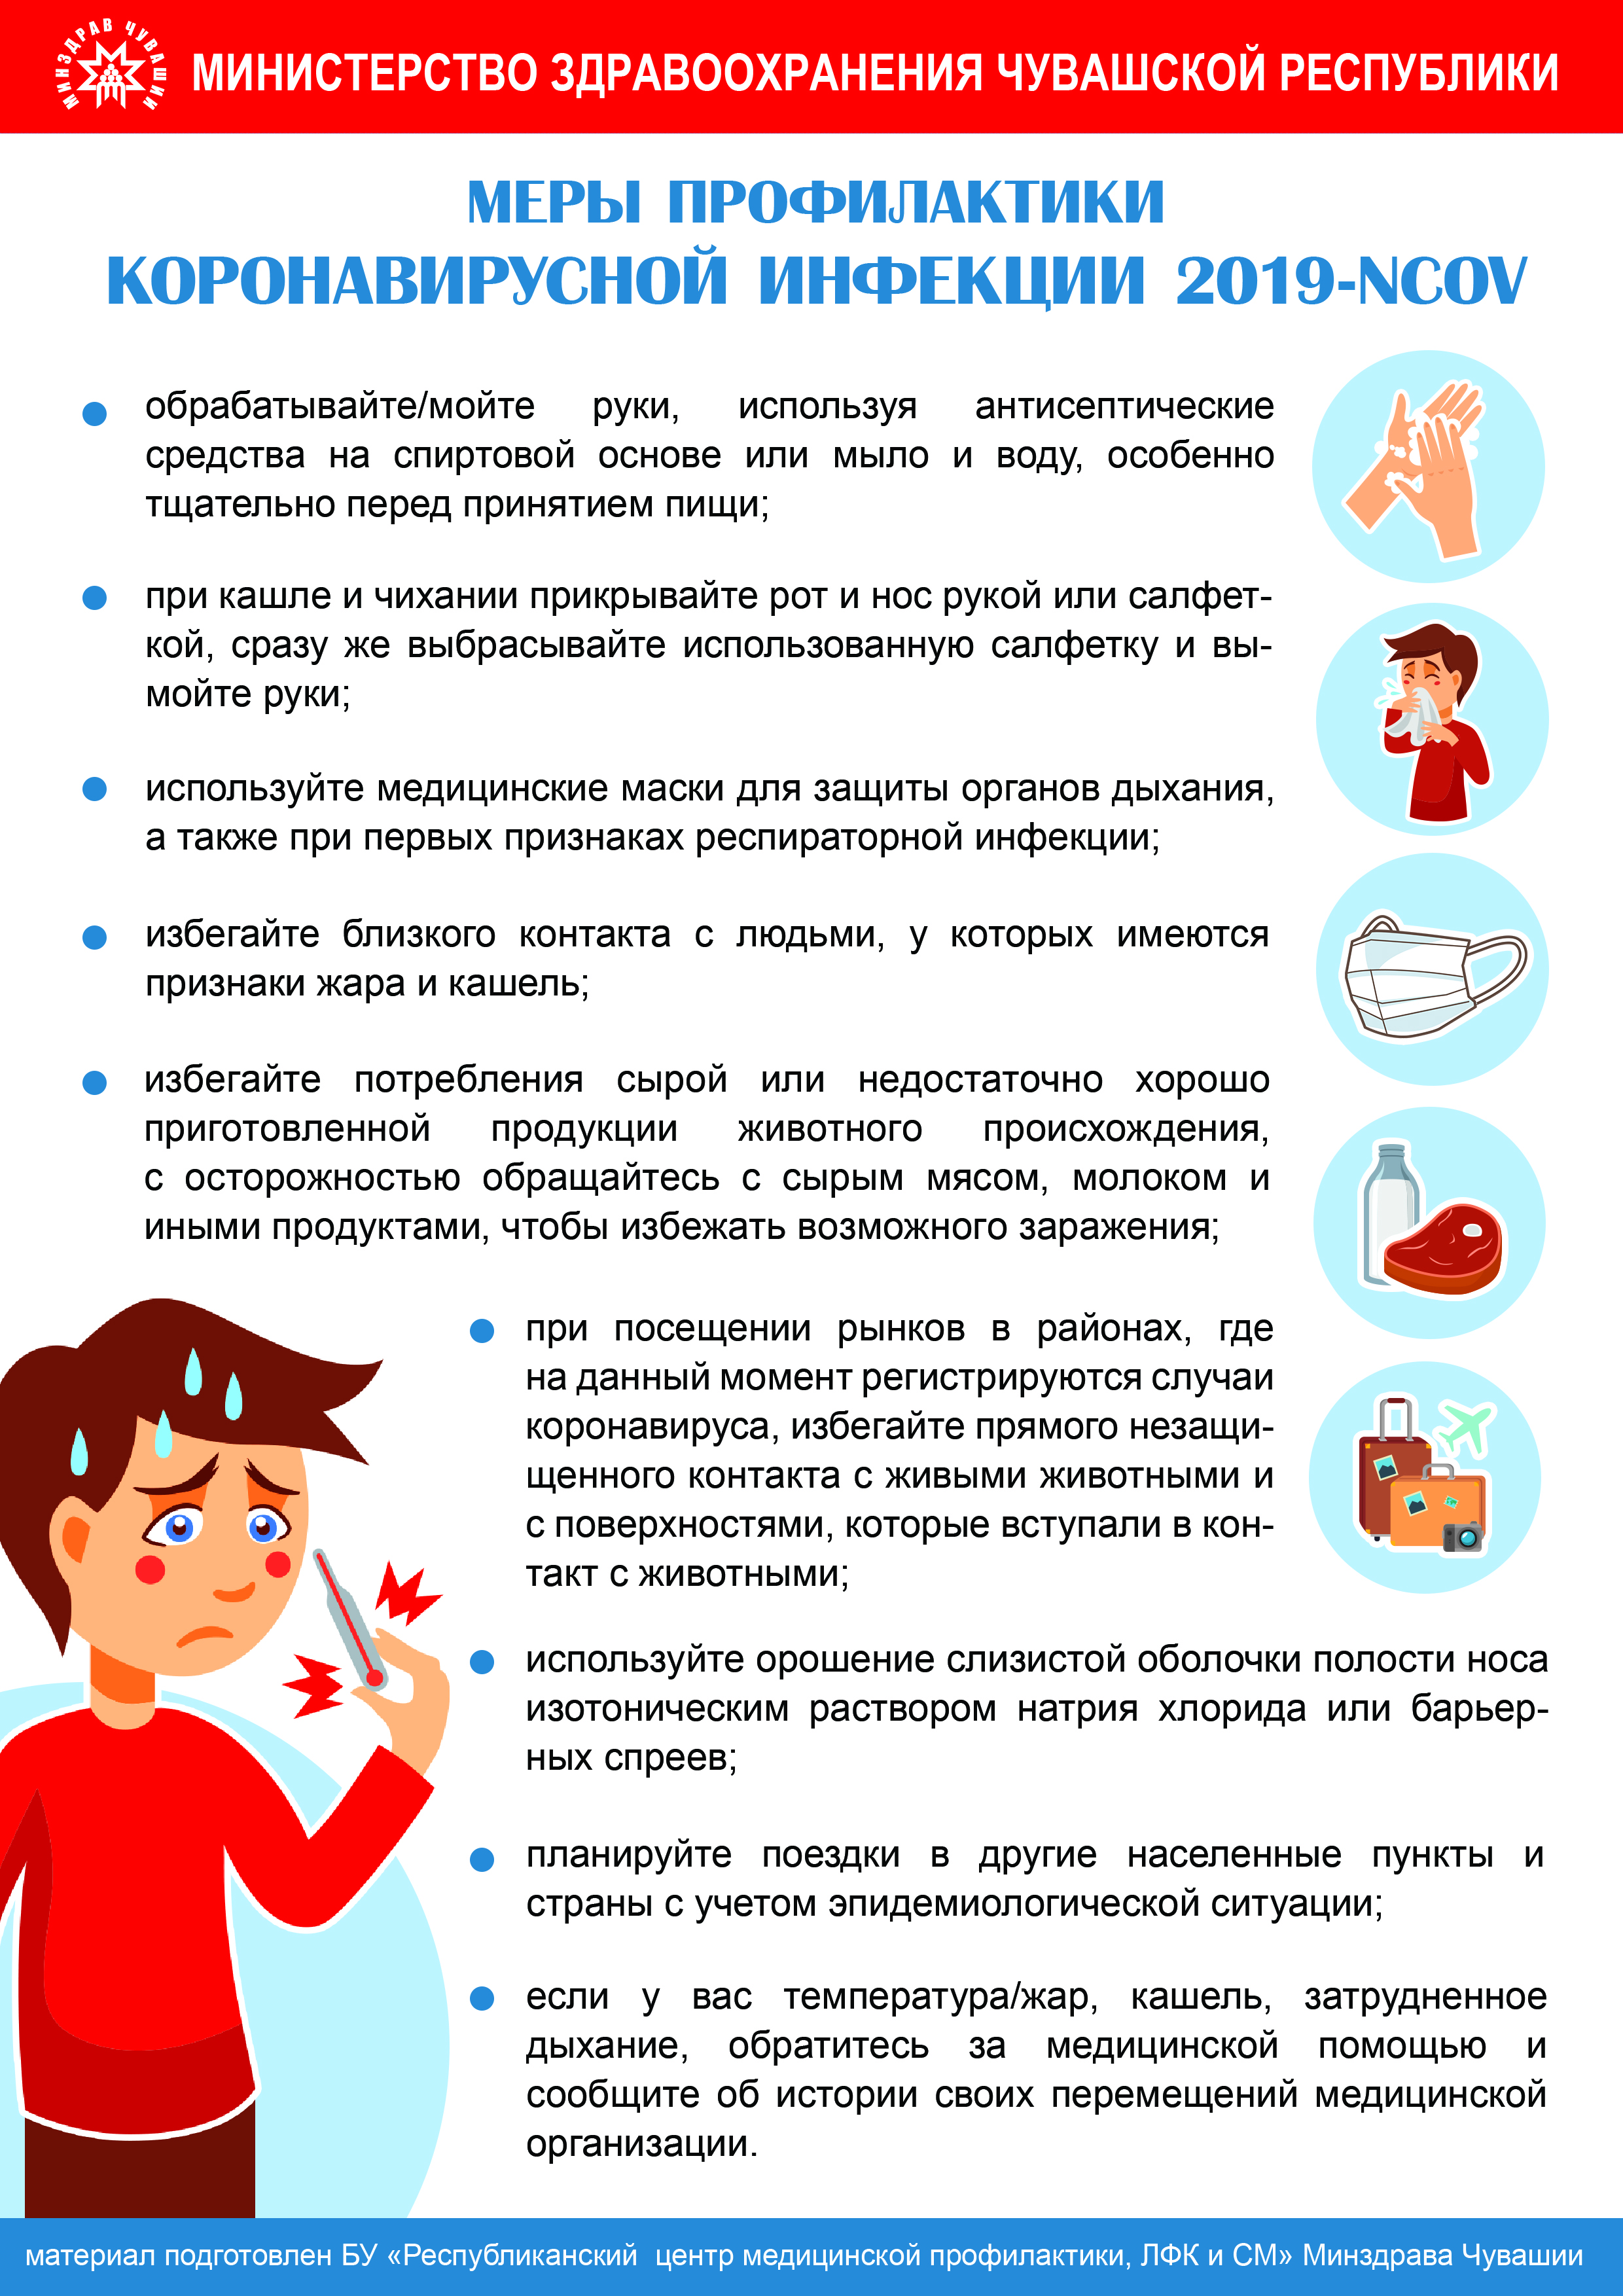 МИНЗДРАВ ЧУВАШИИ
МИНИСТЕРСТВО ЗДРАВООХРАНЕНИЯ ЧУВАШСКОЙ РЕСПУБЛИКИ
МЕРЫ ПРОФИЛАКТИКИ
КОРОНАВИРУСНОЙ ИНФЕКЦИИ 2019-NCOV
обрабатывайте/мойте руки, используя антисептические
средства на спиртовой основе или мыло и воду, особенно
тщательно перед принятием пищи;
при кашле и чихании прикрывайте рот и нос рукой или салфет-
кой, сразу же выбрасывайте использованную салфетку и вы-
мойте руки;
используйте медицинские маски для защиты органов дыхания,
а также при первых признаках респираторной инфекции;
избегайте близкого контакта с людьми, у которых имеются
признаки жара и кашель;
избегайте потребления сырой или недостаточно хорошо
приготовленной продукции животного происхождения,
с осторожностью обращайтесь с сырым мясом, молоком и
иными продуктами, чтобы избежать возможного заражения;
при посещении рынков в районах, где
на данный момент регистрируются случаи
коронавируса, избегайте прямого незащи-
щенного контакта с живыми животными и
с поверхностями, которые вступали в кон-
такт с животными;
используйте орошение слизистой оболочки полости носа
изотоническим раствором натрия хлорида или барьер-
ных спреев;
планируйте поездки в другие населенные пункты и
страны с учетом эпидемиологической ситуации;
если у вас температура/жар, кашель, затрудненное
дыхание, обратитесь за медицинской помощью и
сообщите об истории своих перемещений медицинской
организации.
материал подготовлен БУ «Республиканский центр медицинской профилактики, ЛФК и СМ» Минздрава Чувашии